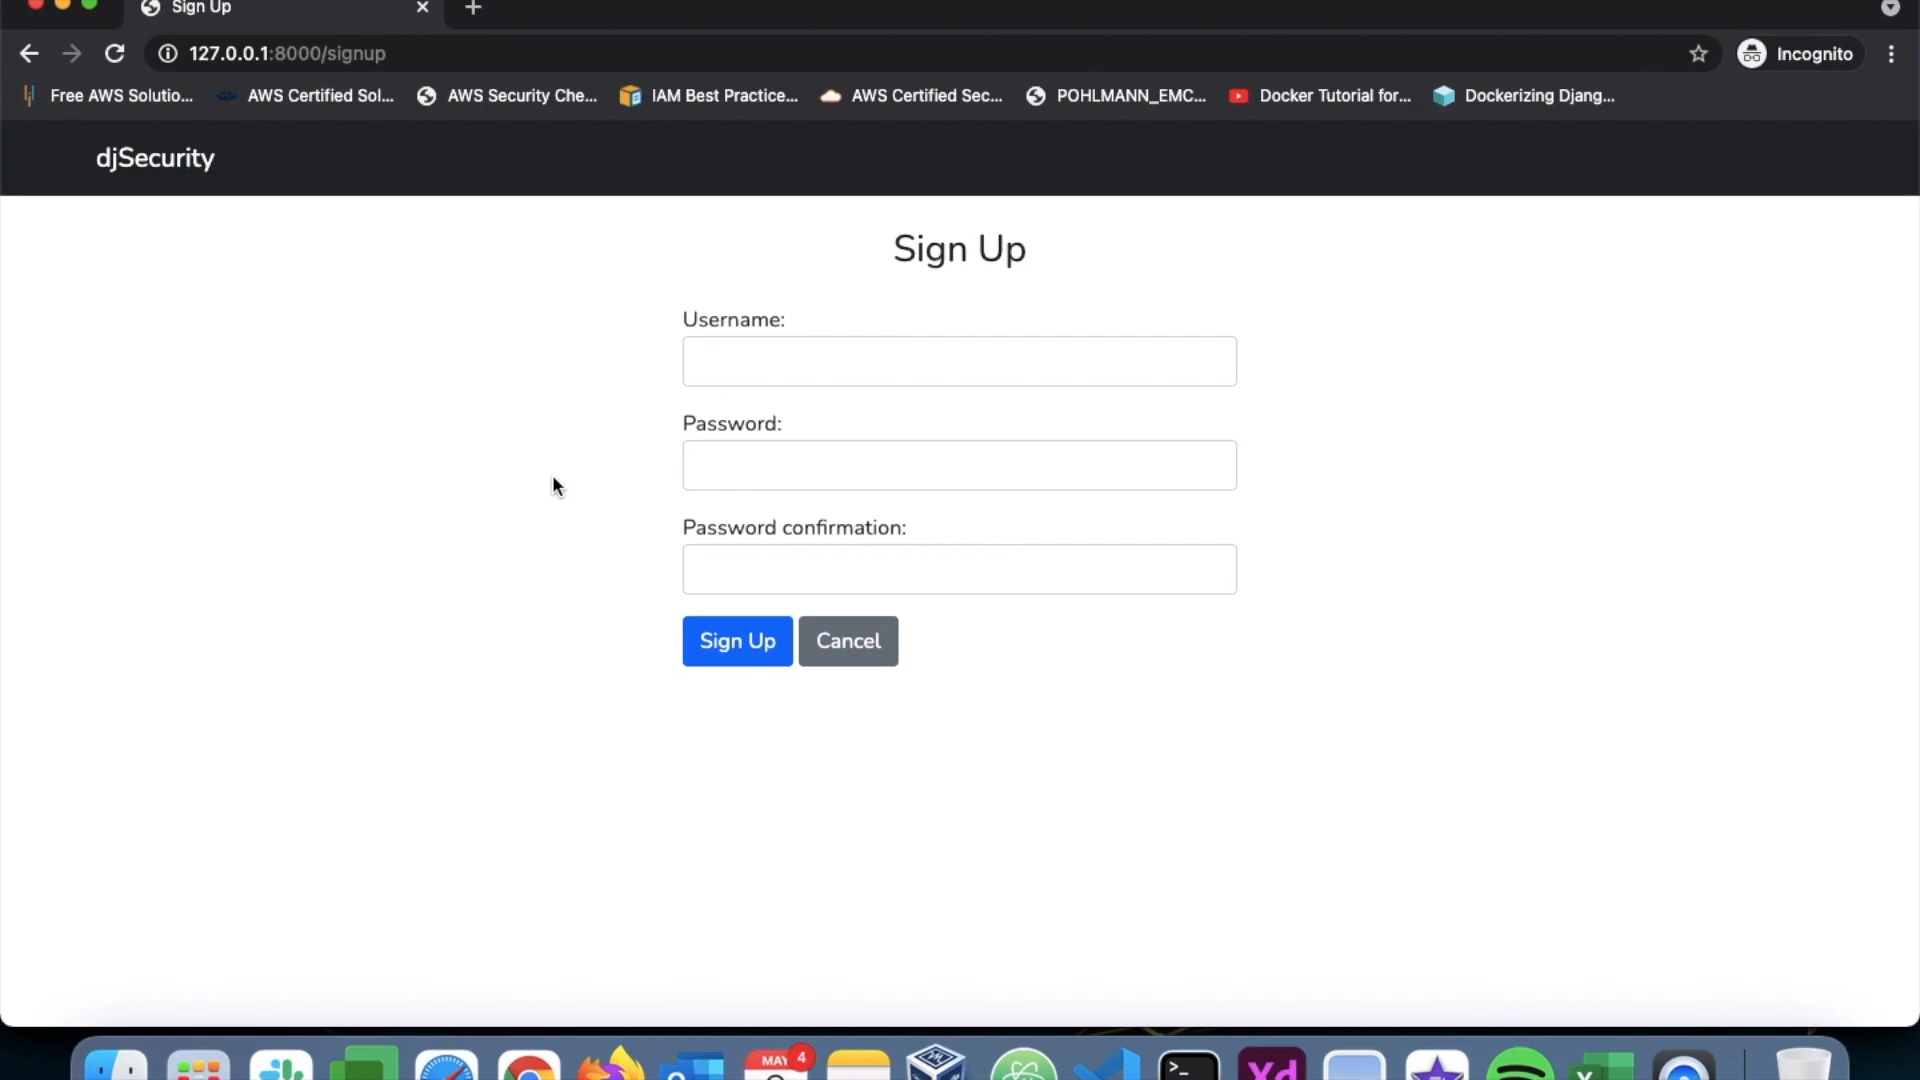 Sign Up
127.0.0.1:8000/signup
Incognito
Free AWS Solutio...
AWS Certified Sol...
AWS Security Che...
IAM Best Practice...
AWS Certified Sec...
POHLMANN_EMC...
Docker Tutorial for...
Dockerizing Djang...
djSecurity
Sign Up
Username:
Password:
Password confirmation:
Sign Up
Cancel
MAY
4
>_
Xd